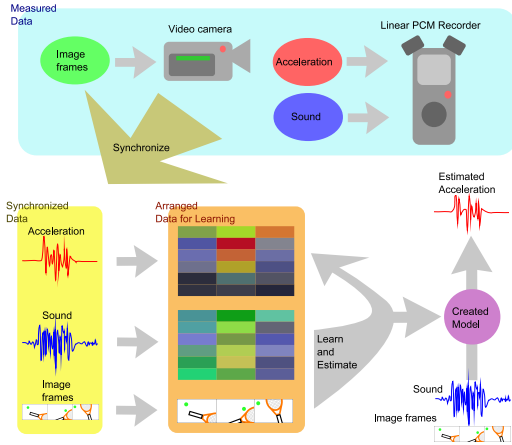 Measured
Data
Video camera
Linear PCM Recorder
Image
frames
Acceleration
Sound
Synchronize
Synchronized
Data
Acceleration
Sound
Image
frames
Arranged
Data for Learning
Learn
and
Estimate
Estimated
Acceleration
Created
Model
Sound
Image frames